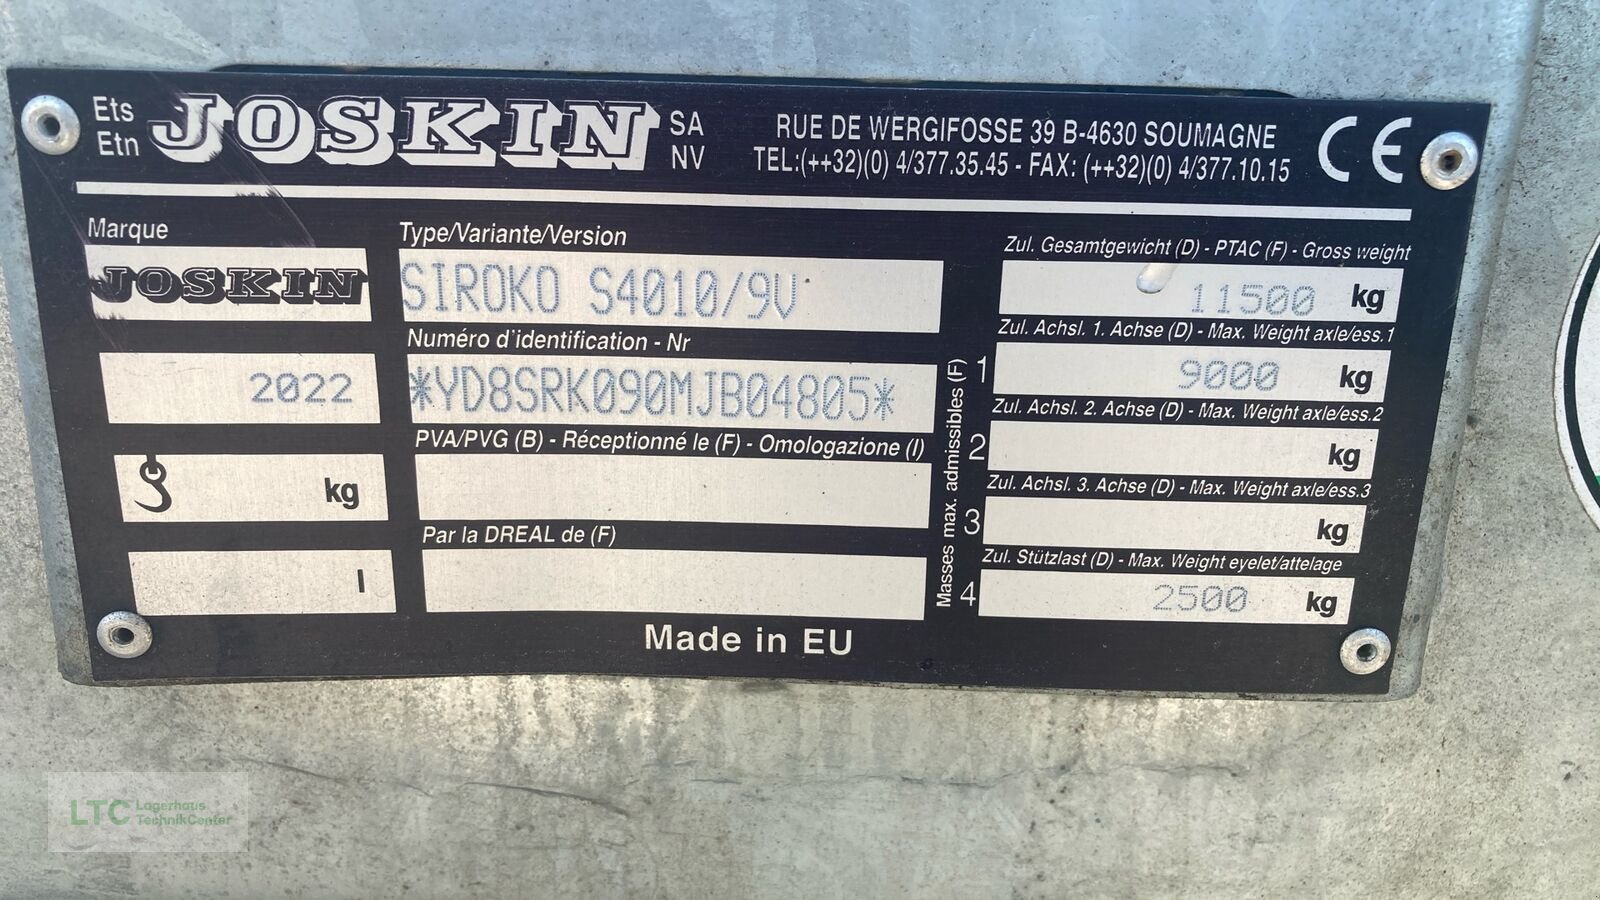 Ets Etn JOSKIN SA NV
RUE DE WERGIFOSSE 39 B-4630 SOUMAGNE
TEL:(++32)(0) 4/377.35.45 - FAX: (++32)(0) 4/377.10.15
CE
Marque
JOSKIN
2022
kg
l
Type/Variante/Version
SIROKO S4010/9V
Numéro d'identification - Nr
*YD8SRK090MJB04805*
PVA/PVG (B) - Réceptionné le (F) - Omologazione (I)
Par la DREAL de (F)
Masses max. admissibles (F)
Zul. Gesamtgewicht (D) - PTAC (F) - Gross weight
11500 kg
Zul. Achsl. 1. Achse (D) - Max. Weight axle/ess.1
1 9000 kg
Zul. Achsl. 2. Achse (D) - Max. Weight axle/ess.2
2 kg
Zul. Achsl. 3. Achse (D) - Max. Weight axle/ess.3
3 kg
Zul. Stützlast (D) - Max. Weight eyelet/attelage
4 2500 kg
Made in EU
LTC Lagerhaus
TechnikCenter